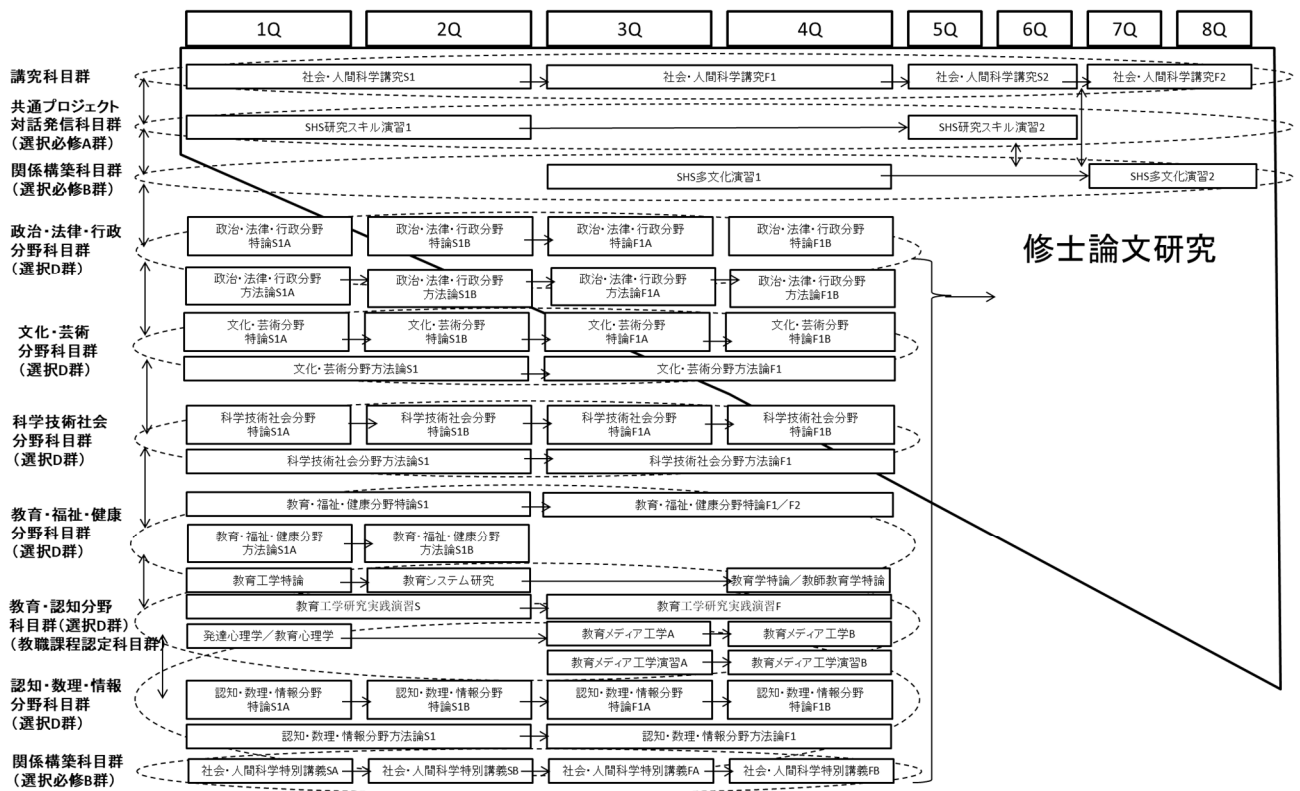 1Q 2Q 3Q 4Q 5Q 6Q 7Q 8Q
講究科目群
社会・人間科学講究S1 社会・人間科学講究F1 社会・人間科学講究S2 社会・人間科学講究F2
共通プロジェクト
対話発信科目群
(選択必修A群)
SHS研究スキル演習1 SHS研究スキル演習2
関係構築科目群
(選択必修B群)
SHS多文化演習1 SHS多文化演習2
政治・法律・行政
分野科目群
(選択D群)
政治・法律・行政分野
特論S1A
政治・法律・行政分野
特論S1B
政治・法律・行政分野
特論F1A
政治・法律・行政分野
特論F1B
政治・法律・行政分野
方法論S1A
政治・法律・行政分野
方法論S1B
政治・法律・行政分野
方法論F1A
政治・法律・行政分野
方法論F1B
修士論文研究
文化・芸術
分野科目群
(選択D群)
文化・芸術分野
特論S1A
文化・芸術分野
特論S1B
文化・芸術分野
特論F1A
文化・芸術分野
特論F1B
文化・芸術分野方法論S1 文化・芸術分野方法論F1
科学技術社会
分野科目群
(選択D群)
科学技術社会分野
特論S1A
科学技術社会分野
特論S1B
科学技術社会分野
特論F1A
科学技術社会分野
特論F1B
科学技術社会分野方法論S1 科学技術社会分野方法論F1
教育・福祉・健康
分野科目群
(選択D群)
教育・福祉・健康分野特論S1 教育・福祉・健康分野特論F1/F2
教育・福祉・健康分野
方法論S1A
教育・福祉・健康分野
方法論S1B
教育工学特論 教育システム研究 教育学特論/教師教育学特論
教育・認知分野
科目群(選択D群)
(教職課程認定科目群)
教育工学研究実践演習S 教育工学研究実践演習F
発達心理学/教育心理学 教育メディア工学A 教育メディア工学B
教育メディア工学演習A 教育メディア工学演習B
認知・数理・情報
分野科目群
(選択D群)
認知・数理・情報分野
特論S1A
認知・数理・情報分野
特論S1B
認知・数理・情報分野
特論F1A
認知・数理・情報分野
特論F1B
認知・数理・情報分野方法論S1 認知・数理・情報分野方法論F1
関係構築科目群
(選択必修B群)
社会・人間科学特別講義SA 社会・人間科学特別講義SB 社会・人間科学特別講義FA 社会・人間科学特別講義FB